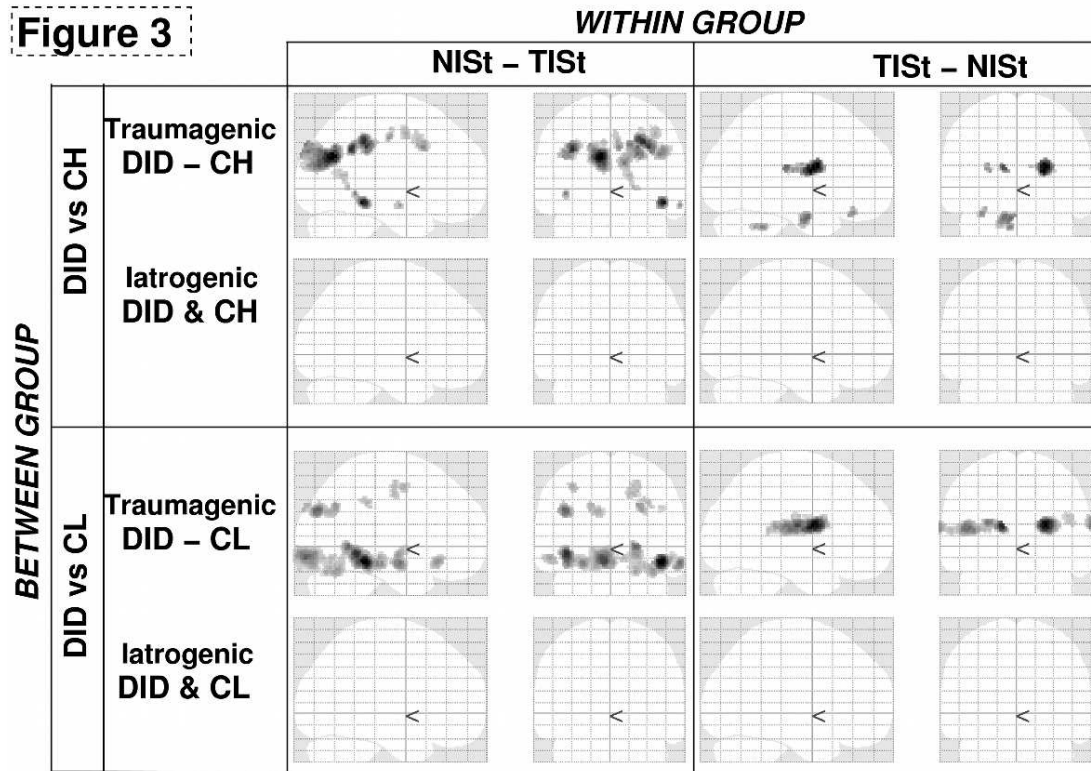 Figure 3
WITHIN GROUP
NISt – TISt
TISt – NISt
BETWEEN GROUP
DID vs CH
Traumagenic
DID – CH
<
<
<
<
Iatrogenic
DID & CH
<
<
<
<
DID vs CL
Traumagenic
DID – CL
<
<
<
<
Iatrogenic
DID & CL
<
<
<
<